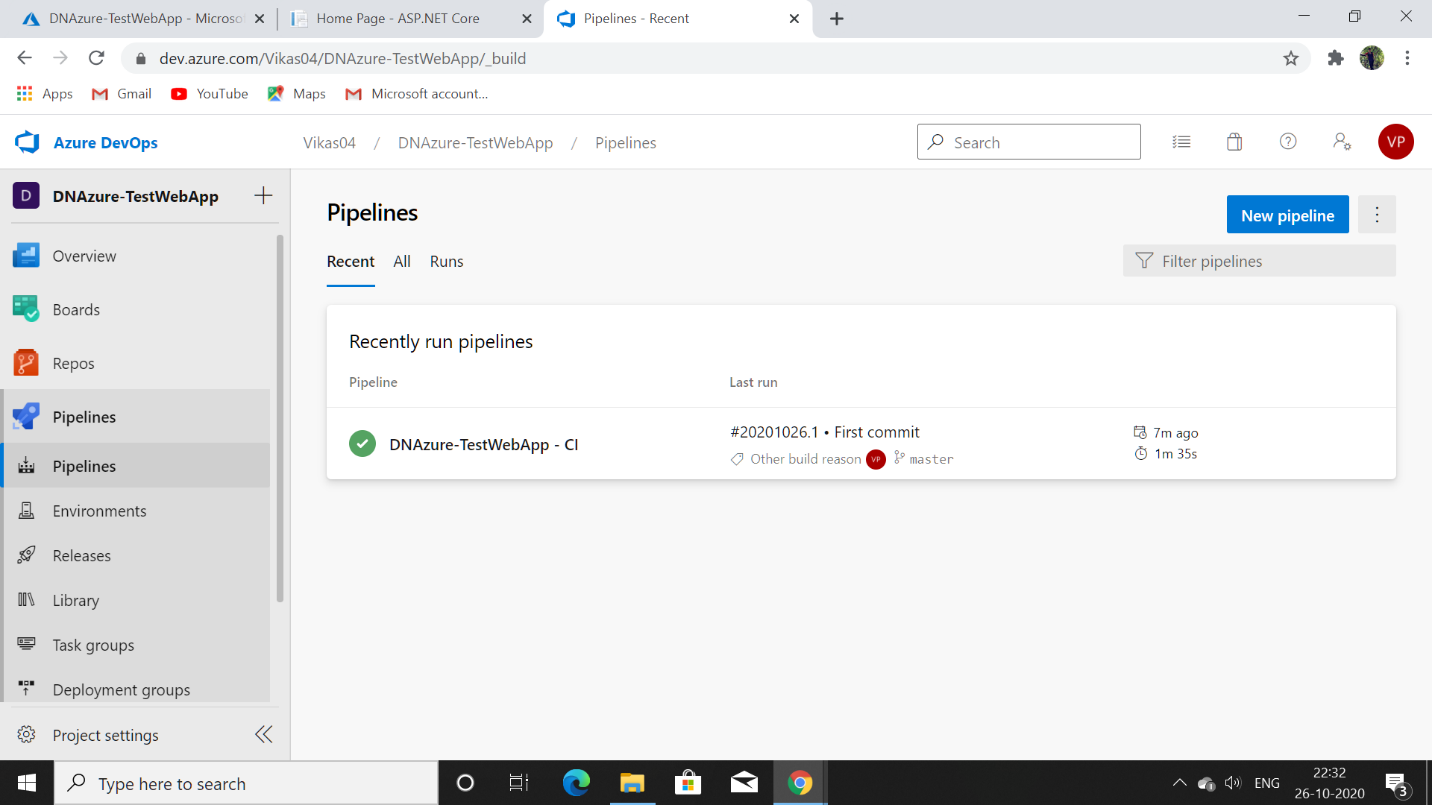 DNAzure-TestWebApp - Microso
Home Page - ASP.NET Core
Pipelines - Recent
dev.azure.com/Vikas04/DNAzure-TestWebApp/_build
Apps
Gmail
YouTube
Maps
Microsoft account...
Azure DevOps
Vikas04 / DNAzure-TestWebApp / Pipelines
Search
VP
D
DNAzure-TestWebApp
Overview
Boards
Repos
Pipelines
Pipelines
Environments
Releases
Library
Task groups
Deployment groups
Project settings
Pipelines
New pipeline
Recent
All
Runs
Filter pipelines
Recently run pipelines
Pipeline
Last run
DNAzure-TestWebApp - CI
#20201026.1 • First commit
Other build reason VP master
7m ago
1m 35s
Type here to search
ENG
22:32
26-10-2020
3